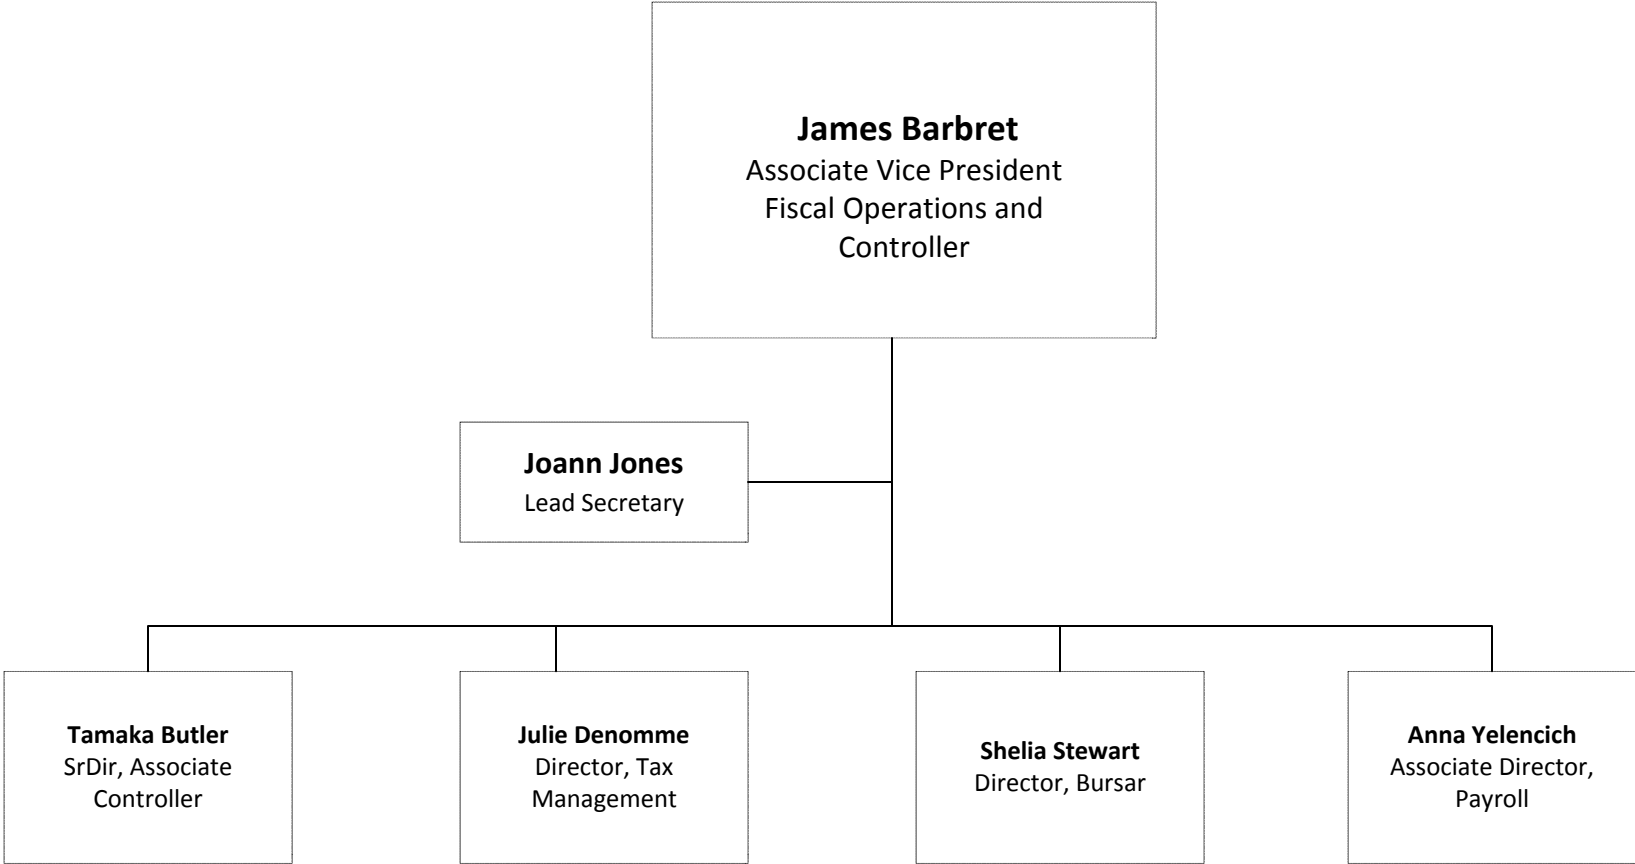 James Barbret
Associate Vice President
Fiscal Operations and
Controller
Joann Jones
Lead Secretary
Tamaka Butler
SrDir, Associate
Controller
Julie Denomme
Director, Tax
Management
Shelia Stewart
Director, Bursar
Anna Yelencich
Associate Director,
Payroll